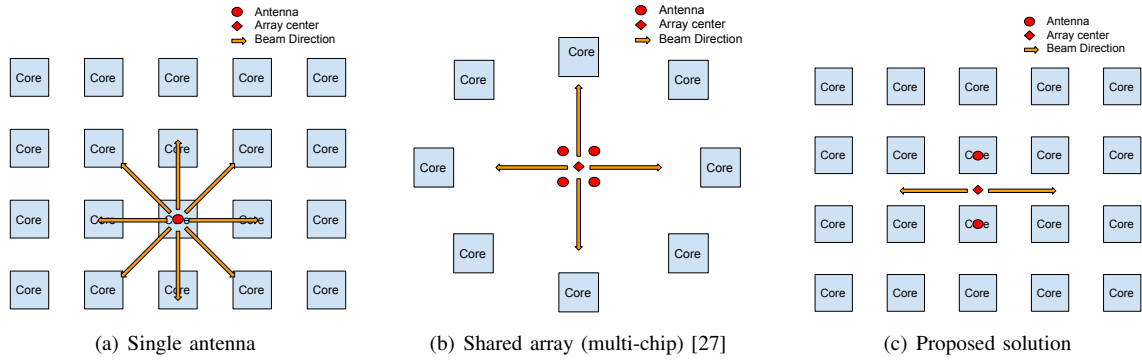 Antenna
Array center
Beam Direction
Core Core Core Core Core
Core Core Core Core Core
Core Core Core Core Core
Core Core Core Core Core
(a) Single antenna
Antenna
Array center
Beam Direction
Core
Core Core
Core Core
Core Core
Core
(b) Shared array (multi-chip) [27]
Antenna
Array center
Beam Direction
Core Core Core Core Core
Core Core Core Core Core
Core Core Core Core Core
Core Core Core Core Core
(c) Proposed solution